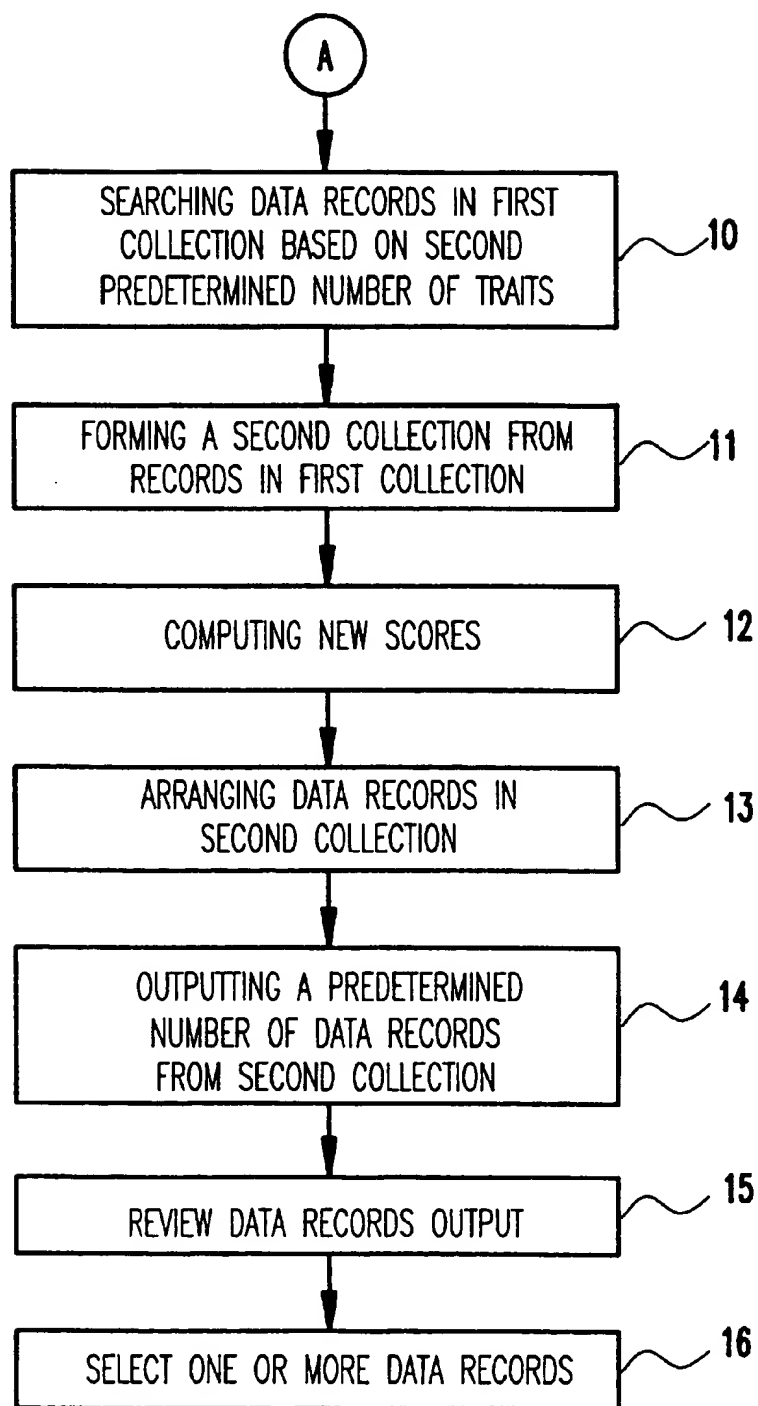 A
SEARCHING DATA RECORDS IN FIRST
COLLECTION BASED ON SECOND
PREDETERMINED NUMBER OF TRAITS
10
FORMING A SECOND COLLECTION FROM
RECORDS IN FIRST COLLECTION
11
COMPUTING NEW SCORES
12
ARRANGING DATA RECORDS IN
SECOND COLLECTION
13
OUTPUTTING A PREDETERMINED
NUMBER OF DATA RECORDS
FROM SECOND COLLECTION
14
REVIEW DATA RECORDS OUTPUT
15
SELECT ONE OR MORE DATA RECORDS
16